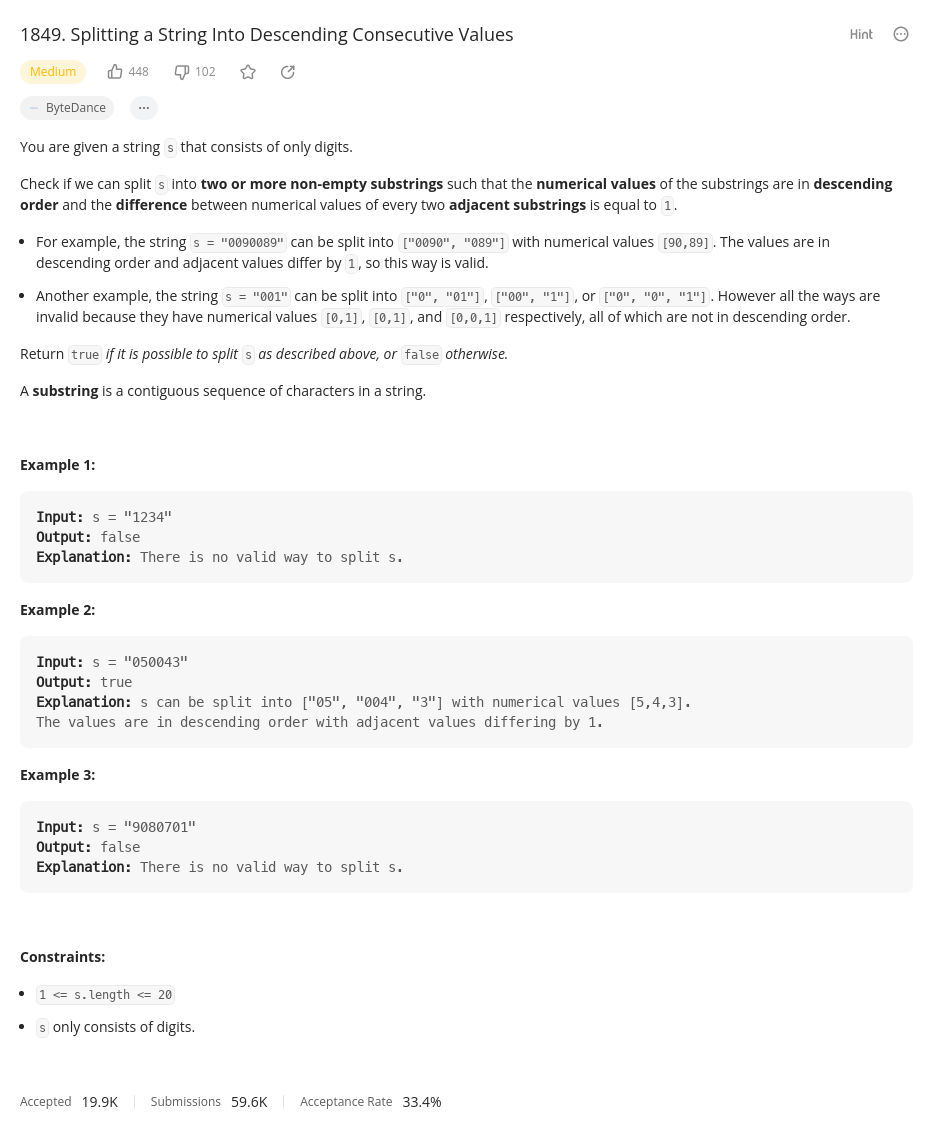 1849. Splitting a String Into Descending Consecutive Values
Hint
Medium 448 102
ByteDance ...
You are given a string s that consists of only digits.
Check if we can split s into two or more non-empty substrings such that the numerical values of the substrings are in descending
order and the difference between numerical values of every two adjacent substrings is equal to 1.
• For example, the string s = "0090089" can be split into ["0090", "089"] with numerical values [90,89]. The values are in
descending order and adjacent values differ by 1, so this way is valid.
• Another example, the string s = "001" can be split into ["0", "01"], ["00", "1"], or ["0", "0", "1"]. However all the ways are
invalid because they have numerical values [0,1], [0,1], and [0,0,1] respectively, all of which are not in descending order.
Return true if it is possible to split s as described above, or false otherwise.
A substring is a contiguous sequence of characters in a string.
Example 1:
Input: s = "1234"
Output: false
Explanation: There is no valid way to split s.
Example 2:
Input: s = "050043"
Output: true
Explanation: s can be split into ["05", "004", "3"] with numerical values [5,4,3].
The values are in descending order with adjacent values differing by 1.
Example 3:
Input: s = "9080701"
Output: false
Explanation: There is no valid way to split s.
Constraints:
• 1 <= s.length <= 20
• s only consists of digits.
Accepted 19.9K Submissions 59.6K Acceptance Rate 33.4%